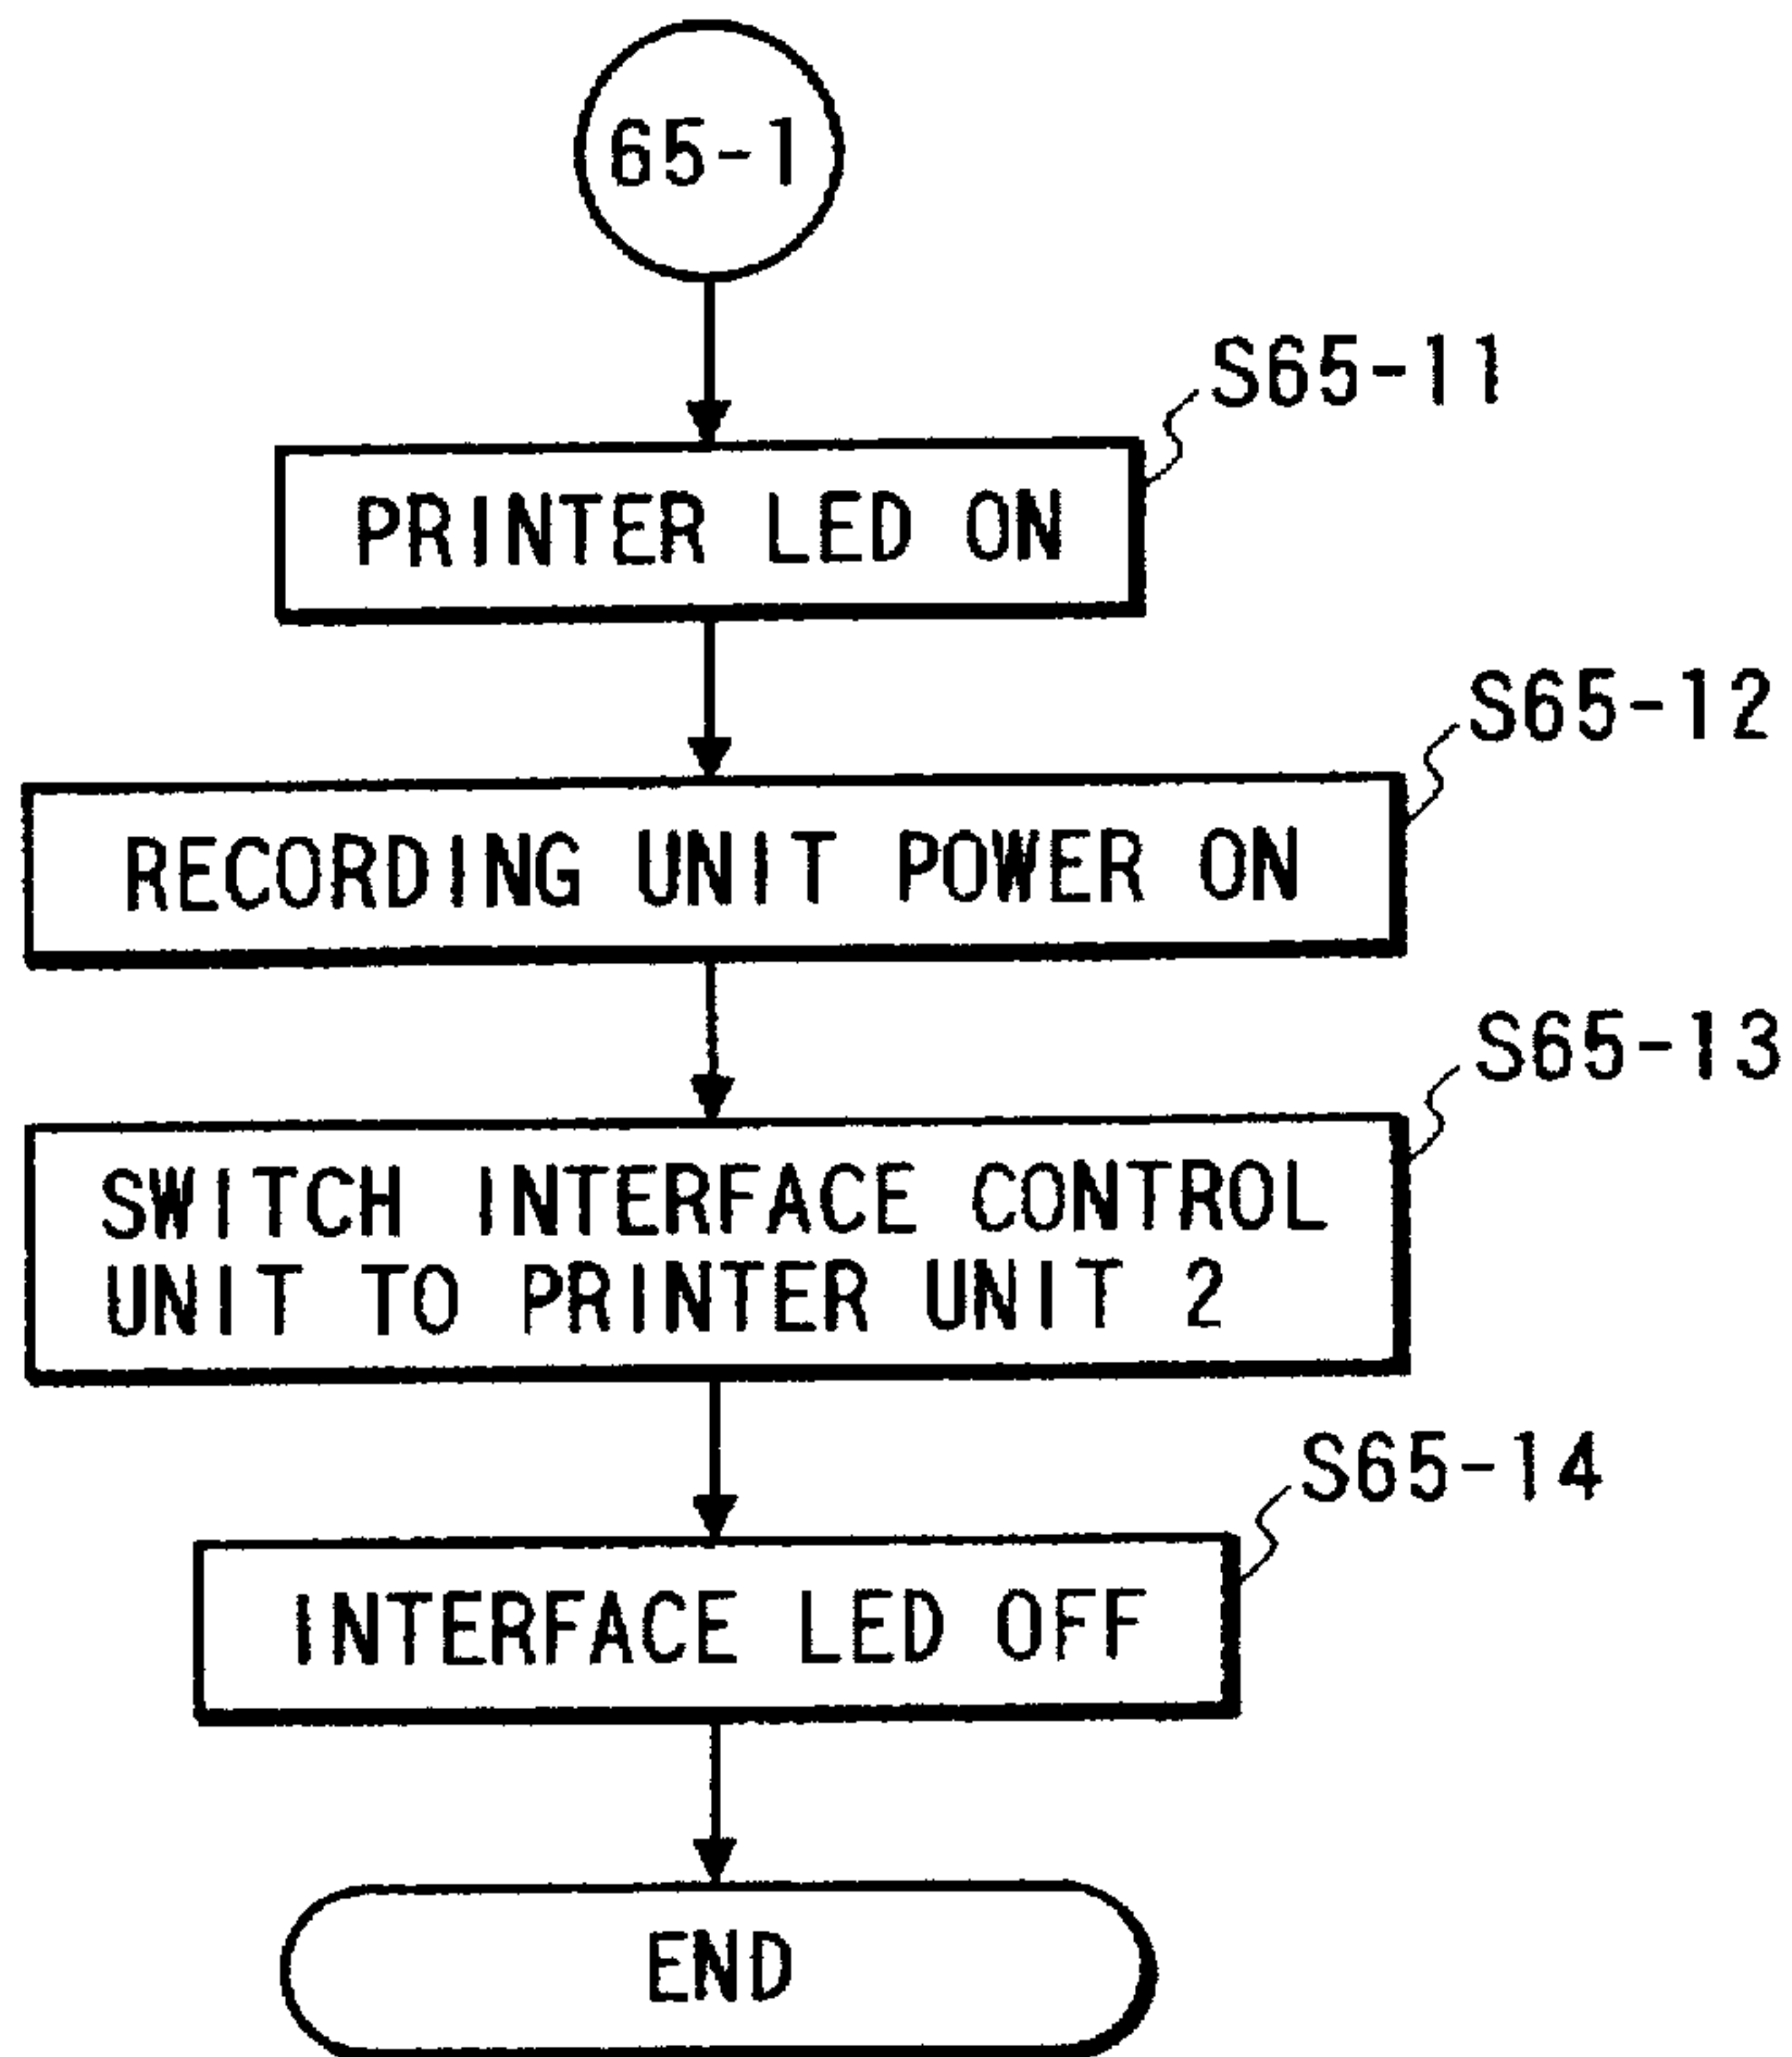 65-1
S65-11
PRINTER LED ON
S65-12
RECORDING UNIT POWER ON
S65-13
SWITCH INTERFACE CONTROL
UNIT TO PRINTER UNIT 2
S65-14
INTERFACE LED OFF
END